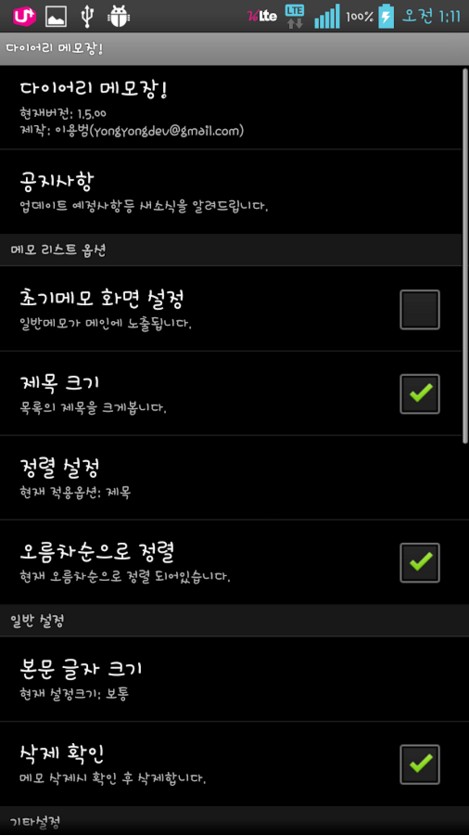 U+ Vo lte LTE 100% 오전 1:11
다이어리 메모장!
다이어리 메모장!
현재버전: 1.5.00
제작: 이용범(yongyongdev@gmail.com)
공지사항
업데이트 예정사항등 새소식을 알려드립니다.
메모 리스트 옵션
초기메모 화면 설정
일반메모가 메인에 노출됩니다.
제목 크기
목록의 제목을 크게봅니다.
정렬 설정
현재 적용옵션: 제목
오름차순으로 정렬
현재 오름차순으로 정렬 되어있습니다.
일반 설정
본문 글자 크기
현재 설정크기: 보통
삭제 확인
메모 삭제시 확인 후 삭제합니다.
기타설정